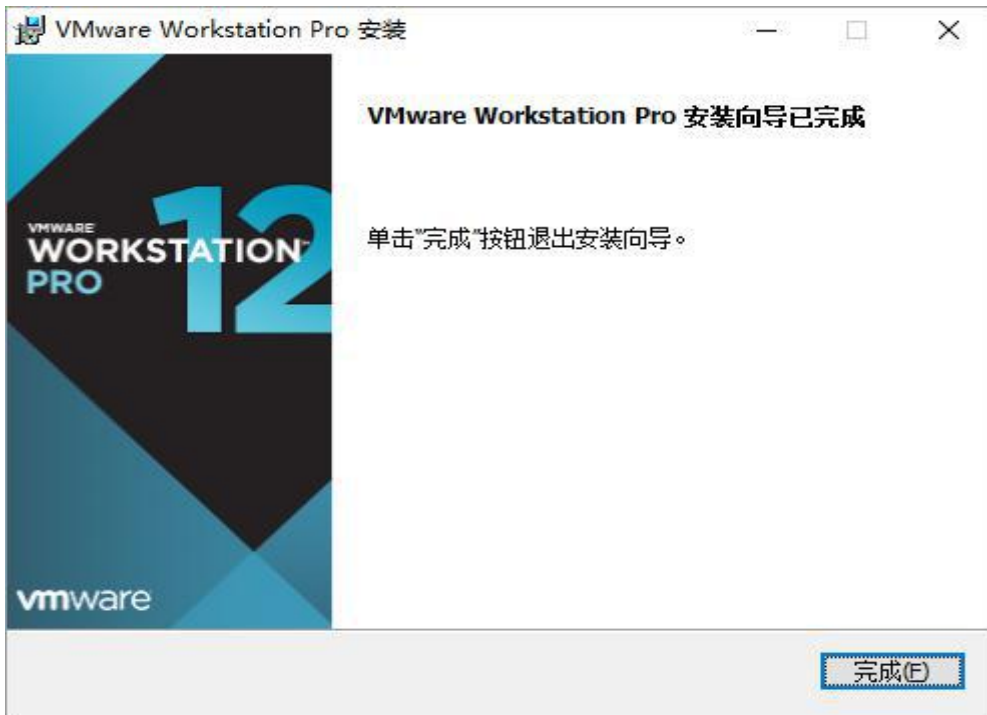 VMware Workstation Pro 安装
VMware Workstation Pro 安装向导已完成
单击"完成"按钮退出安装向导。
VMWARE
WORKSTATION™
PRO
12
vmware
完成(F)